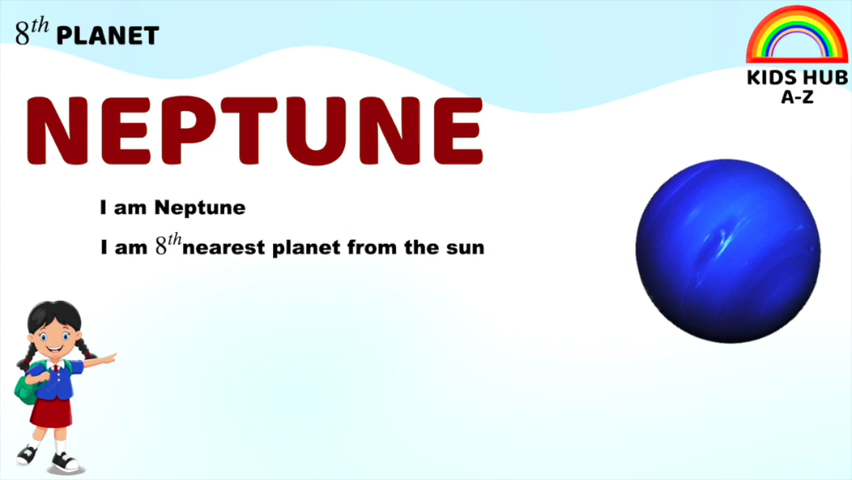 8th PLANET
KIDS HUB
A-Z
NEPTUNE
I am Neptune
I am 8th nearest planet from the sun